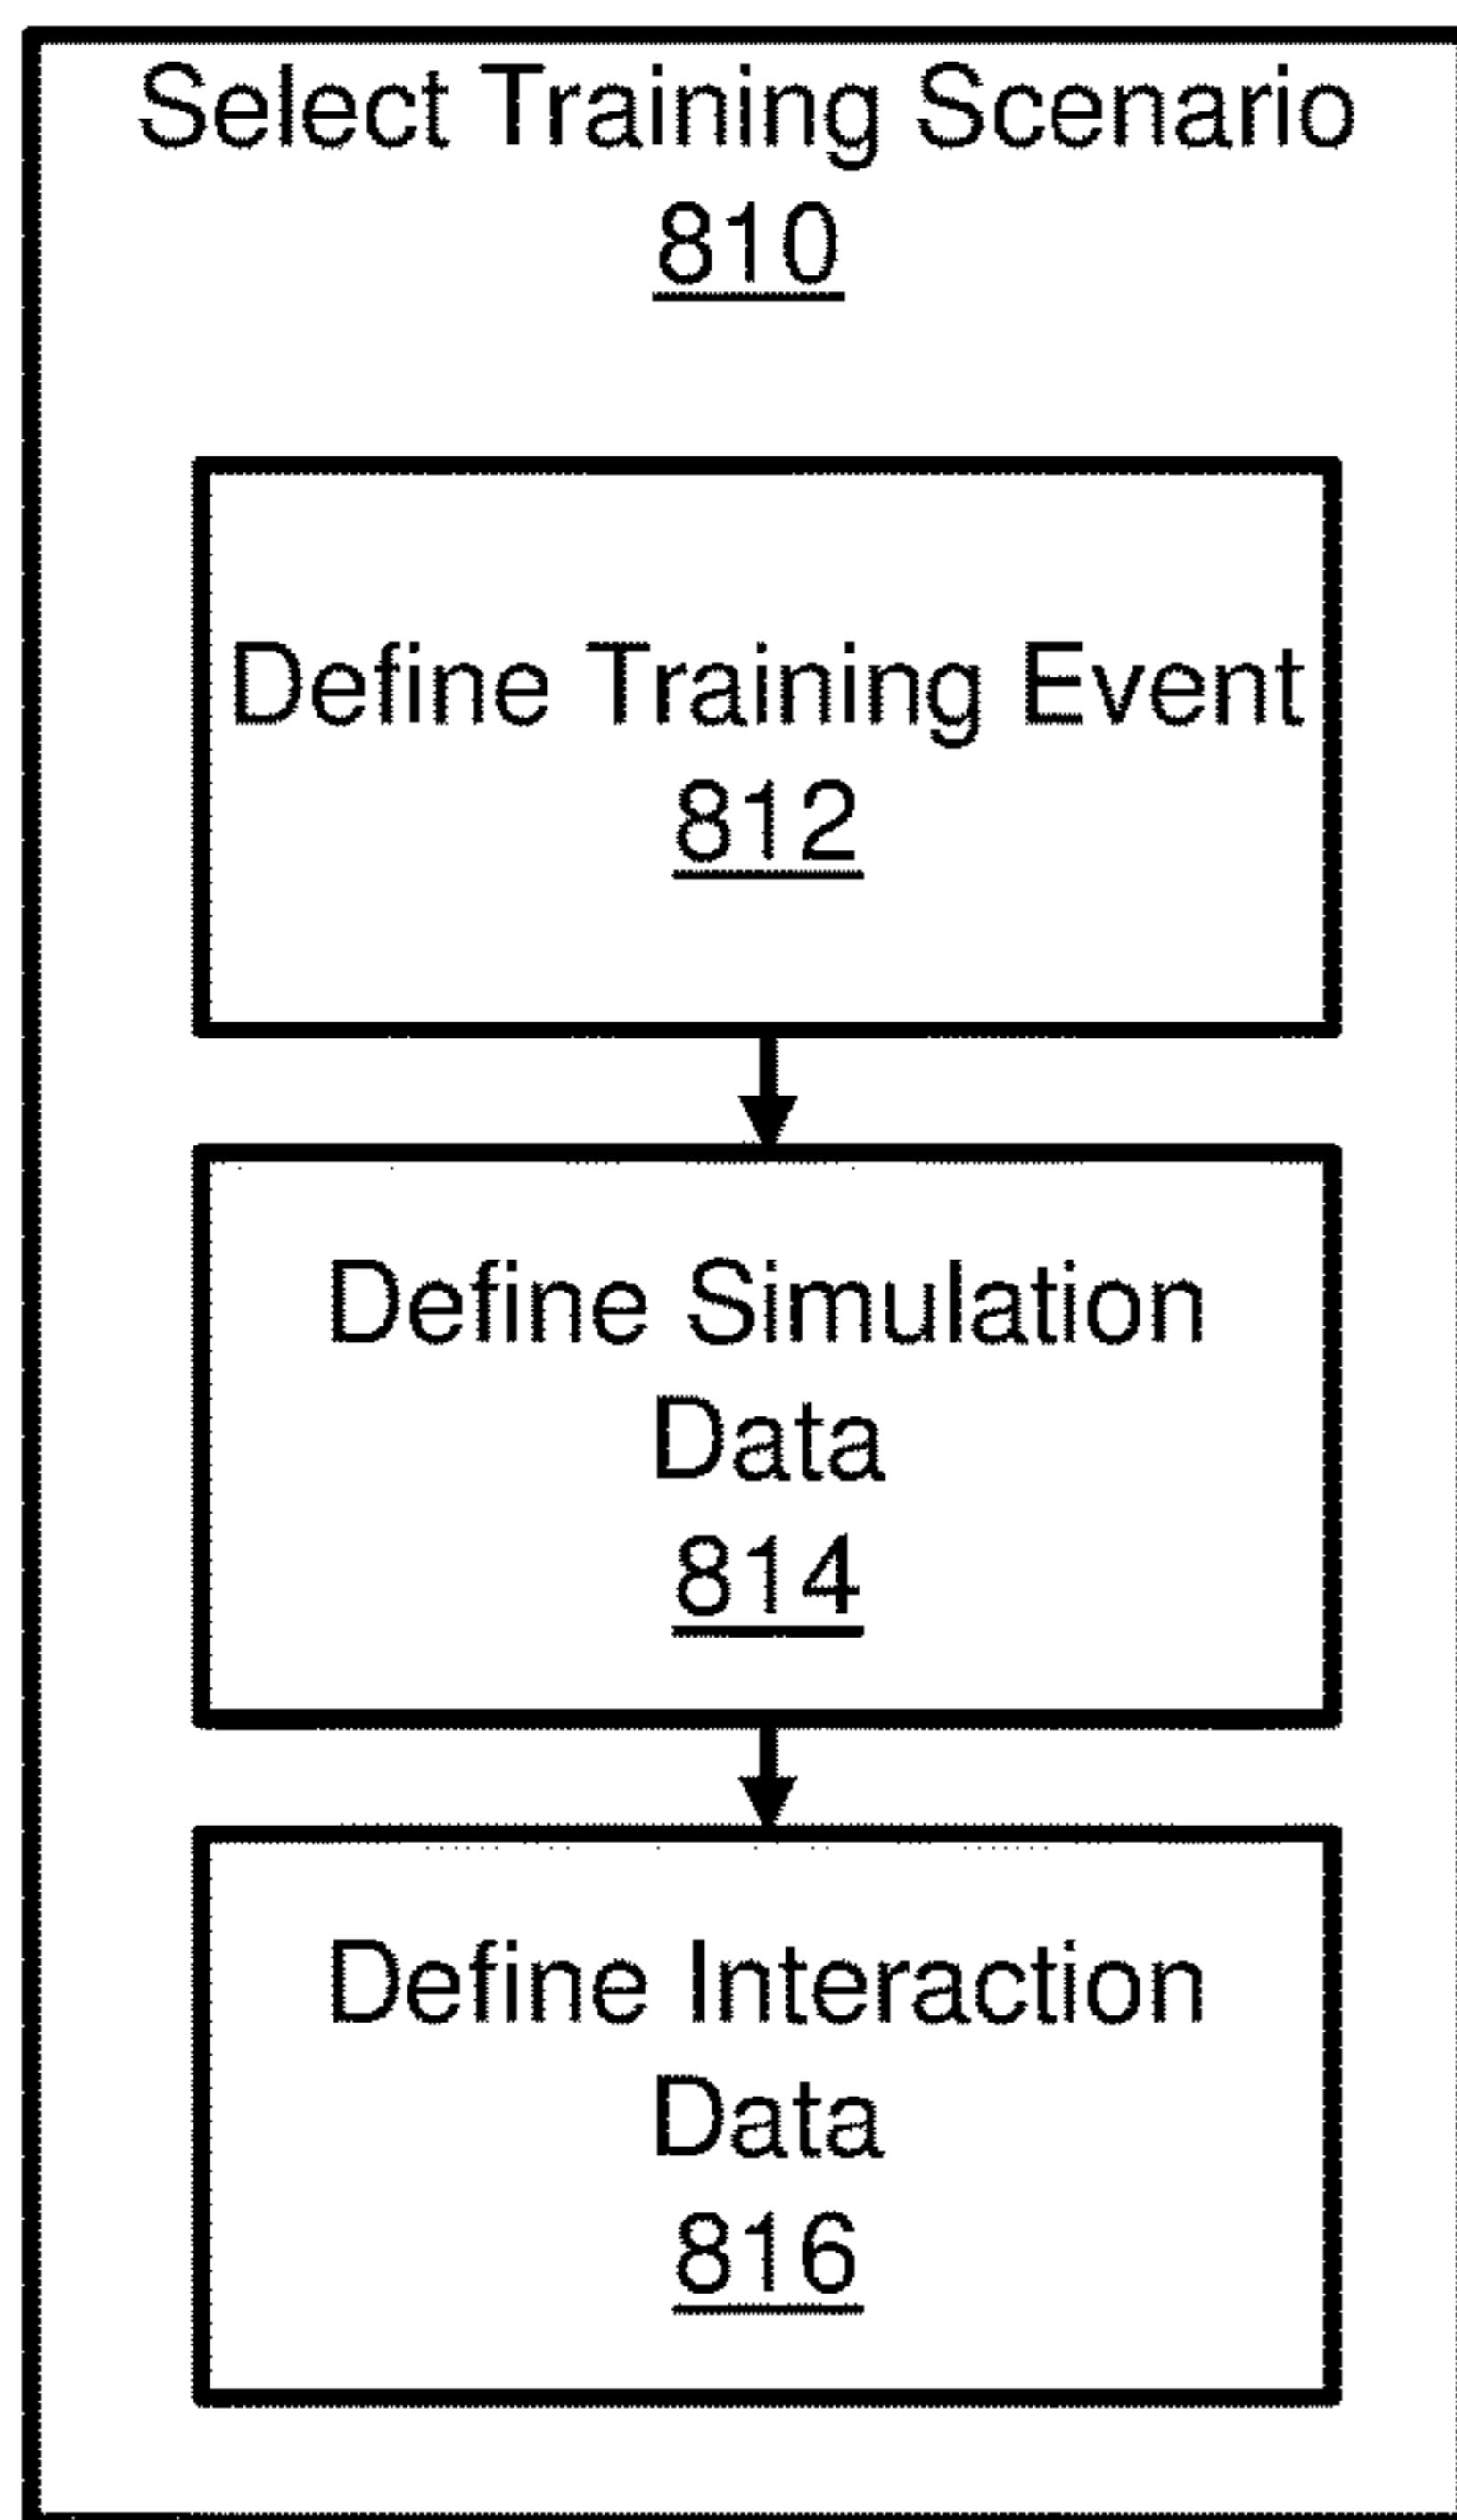 Select Training Scenario
810
Define Training Event
812
Define Simulation
Data
814
Define Interaction
Data
816